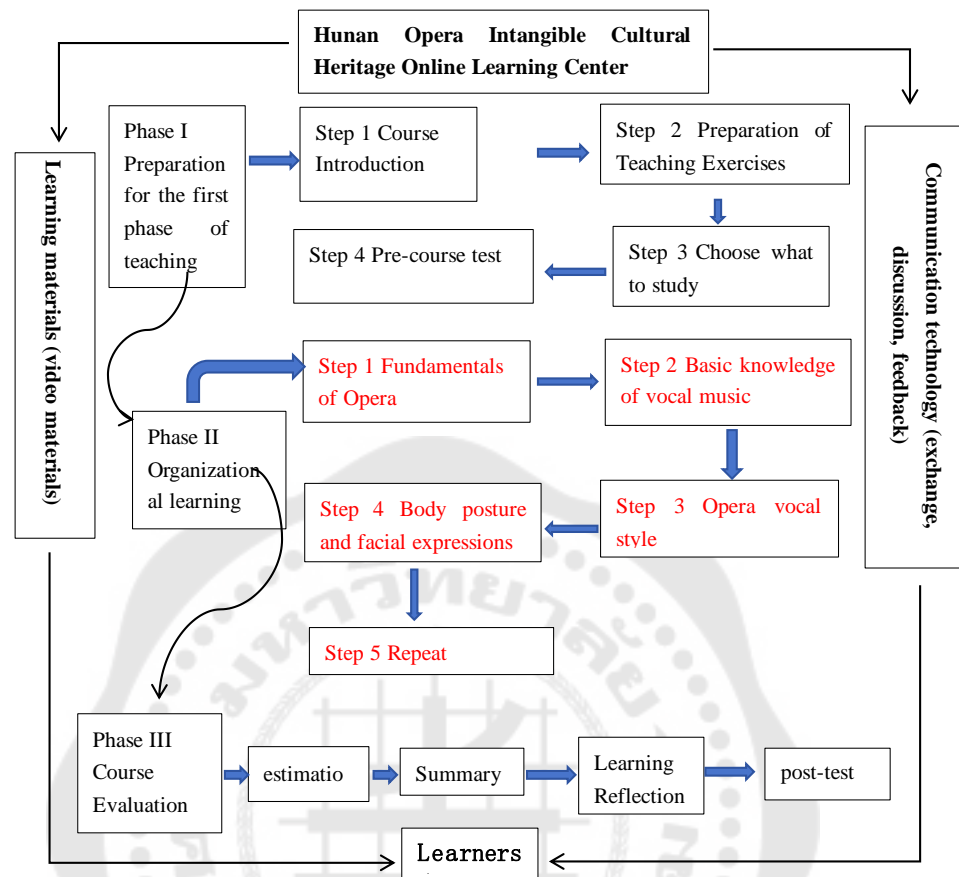 Hunan Opera Intangible Cultural
Heritage Online Learning Center
Phase I
Preparation
for the first
phase of
teaching
Step 1 Course
Introduction
Step 2 Preparation of
Teaching Exercises
Step 4 Pre-course test
Step 3 Choose what
to study
Learning materials (video materials)
Communication technology (exchange,
discussion, feedback)
Step 1 Fundamentals
of Opera
Step 2 Basic knowledge
of vocal music
Phase II
Organization
al learning
Step 4 Body posture
and facial expressions
Step 3 Opera vocal
style
Step 5 Repeat
Phase III
Course
Evaluation
estimatio
Summary
Learning
Reflection
post-test
Learners